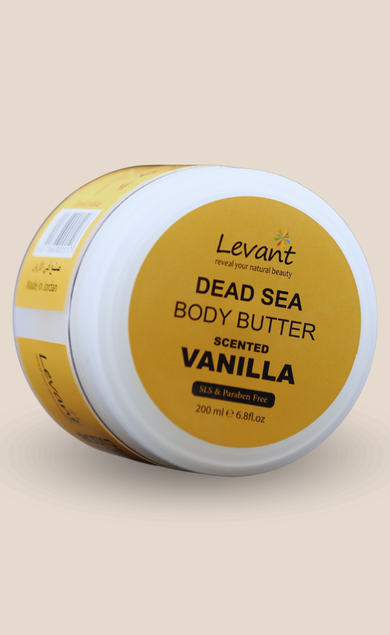 Levant
reveal your natural beauty
DEAD SEA
BODY BUTTER
SCENTED
VANILLA
SLS & Paraben Free
200 ml ℮ 6.8fl.oz
Made in Jordan
Levant